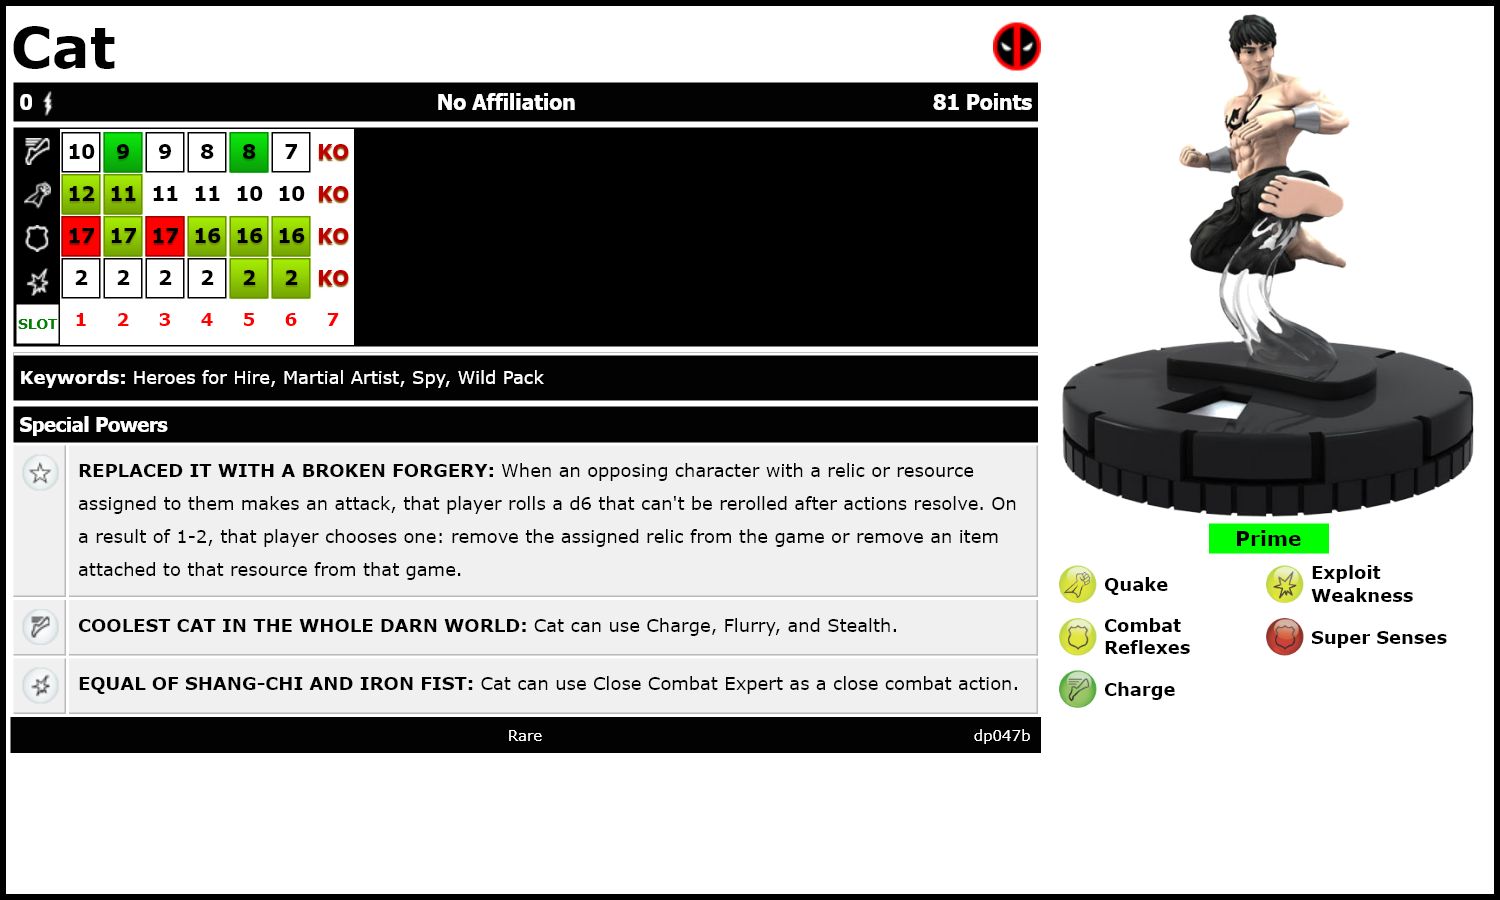 Cat
0 No Affiliation 81 Points
10 9 9 8 8 7 KO
12 11 11 11 10 10 KO
17 17 17 16 16 16 KO
2 2 2 2 2 2 KO
SLOT 1 2 3 4 5 6 7
Keywords: Heroes for Hire, Martial Artist, Spy, Wild Pack
Special Powers
REPLACED IT WITH A BROKEN FORGERY: When an opposing character with a relic or resource
assigned to them makes an attack, that player rolls a d6 that can't be rerolled after actions resolve. On
a result of 1-2, that player chooses one: remove the assigned relic from the game or remove an item
attached to that resource from that game.
COOLEST CAT IN THE WHOLE DARN WORLD: Cat can use Charge, Flurry, and Stealth.
EQUAL OF SHANG-CHI AND IRON FIST: Cat can use Close Combat Expert as a close combat action.
Rare dp047b
Prime
Quake
Exploit
Weakness
Combat
Reflexes
Super Senses
Charge